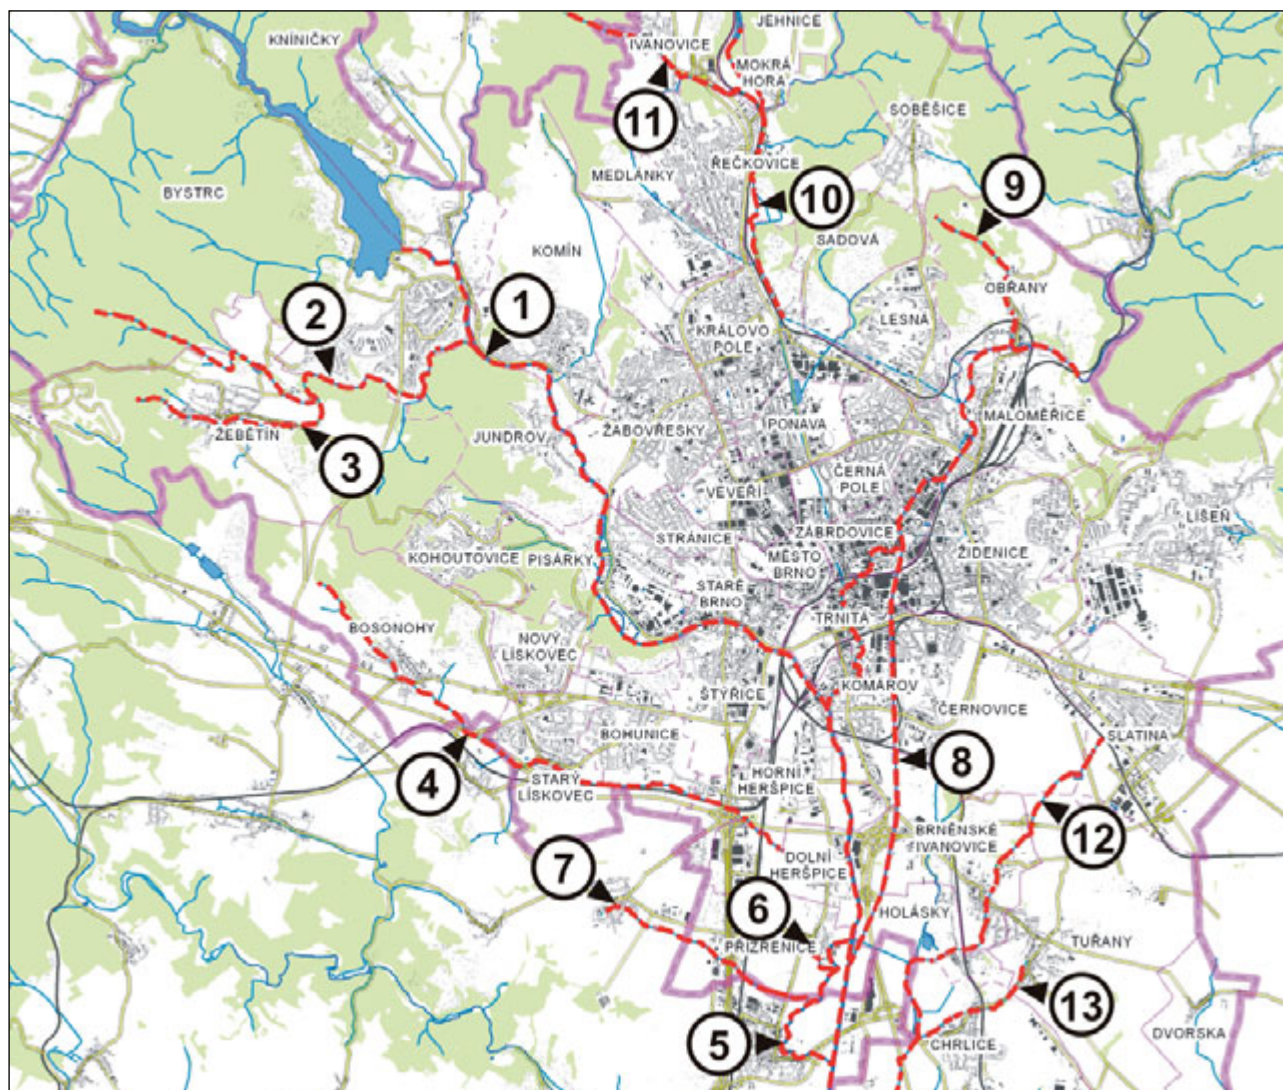 JEHNICE
KNÍNIČKY
IVANOVICE
MOKRÁ
HORA
11
SOBĚŠICE
ŘEČKOVICE
MEDLÁNKY
BYSTRC
10
9
SADOVÁ
KOMÍN
OBŘANY
2
1
LESNÁ
KRÁLOVO
POLE
MALOMĚŘICE
ŽEBĚTÍN
JUNDROV
ŽABOVŘESKY
PONAVA
3
ČERNÁ
POLE
VEVEŘÍ
LÍŠEŇ
STRÁNICE
ZÁBRDOVICE
KOHOUTOVICE
PISÁRKY
MĚSTO
BRNO
ŽIDENICE
STARÉ
BRNO
TRNITÁ
BOSONOHY
NOVÝ
LÍSKOVEC
ŠTÝŘICE
KOMÁROV
ČERNOVICE
BOHUNICE
SLATINA
4
8
STARÝ
LÍSKOVEC
HORNÍ
HERŠPICE
BRNĚNSKÉ
IVANOVICE
12
7
DOLNÍ
HERŠPICE
6
HOLÁSKY
PŘÍZŘENICE
TUŘANY
13
5
CHRLICE
DVORSKA